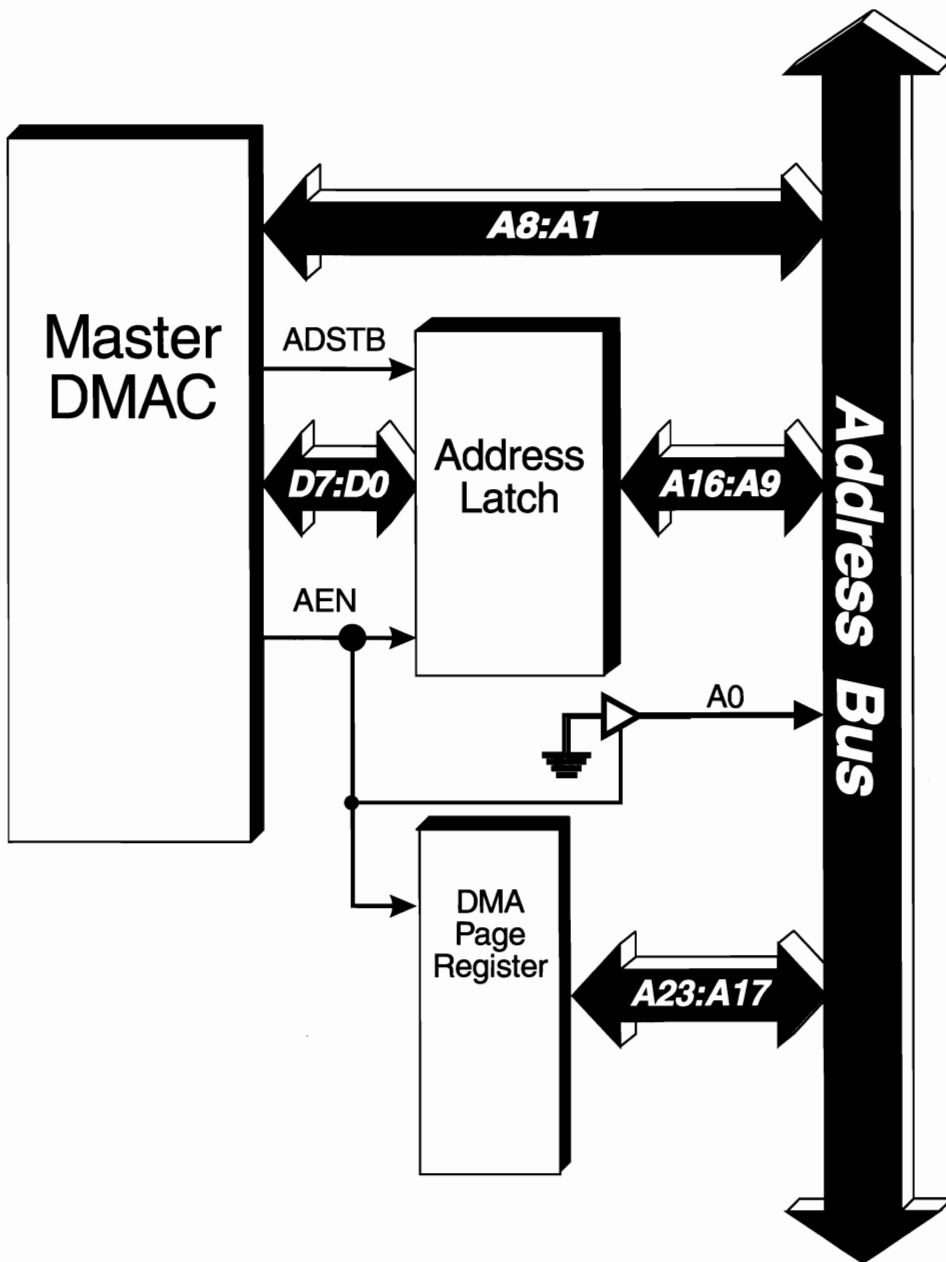 Master
DMAC
A8:A1
ADSTB
D7:D0
Address
Latch
A16:A9
AEN
A0
DMA
Page
Register
A23:A17
Address Bus